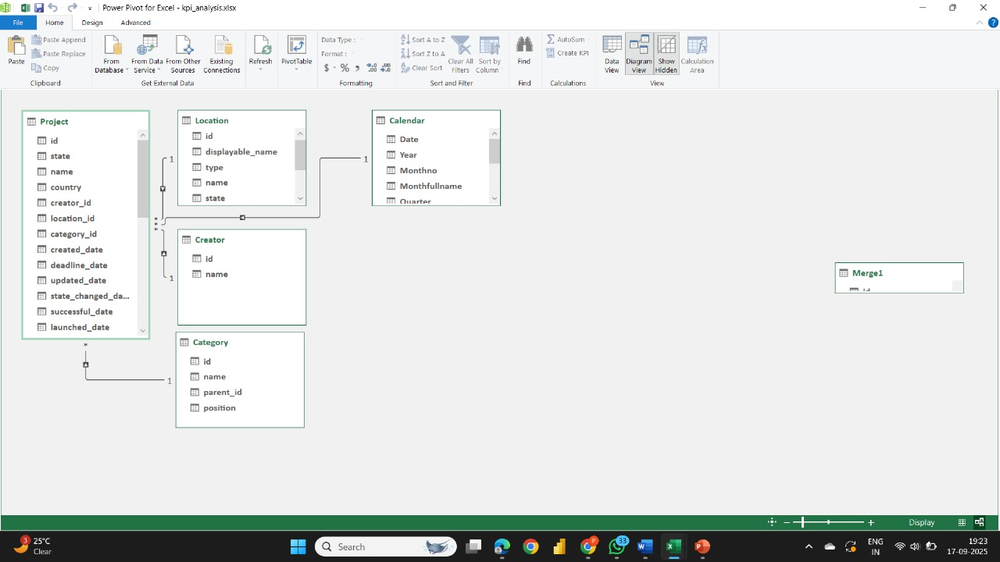 Power Pivot for Excel - kpi_analysis.xlsx
File Home Design Advanced
Paste
Paste Append
Paste Replace
Copy
Clipboard
From Database
From Data Service
From Other Sources
Existing Connections
Get External Data
Refresh
PivotTable
Data Type :
Format :
$ % ,
Formatting
Sort A to Z
Sort Z to A
Clear Sort
Clear All Filters
Sort by Column
Sort and Filter
Find
Find
AutoSum
Create KPI
Calculations
Data View
Diagram View
Show Hidden
Calculation Area
View
Project
id
state
name
country
creator_id
location_id
category_id
created_date
deadline_date
updated_date
state_changed_da...
successful_date
launched_date
Location
id
displayable_name
type
name
state
Calendar
Date
Year
Monthno
Monthfullname
Quarter
Creator
id
name
Category
id
name
parent_id
position
Merge1
id
1
1
1
1
*
*
*
*
Display
3
25°C
Clear
Search
33
ENG
IN
19:23
17-09-2025